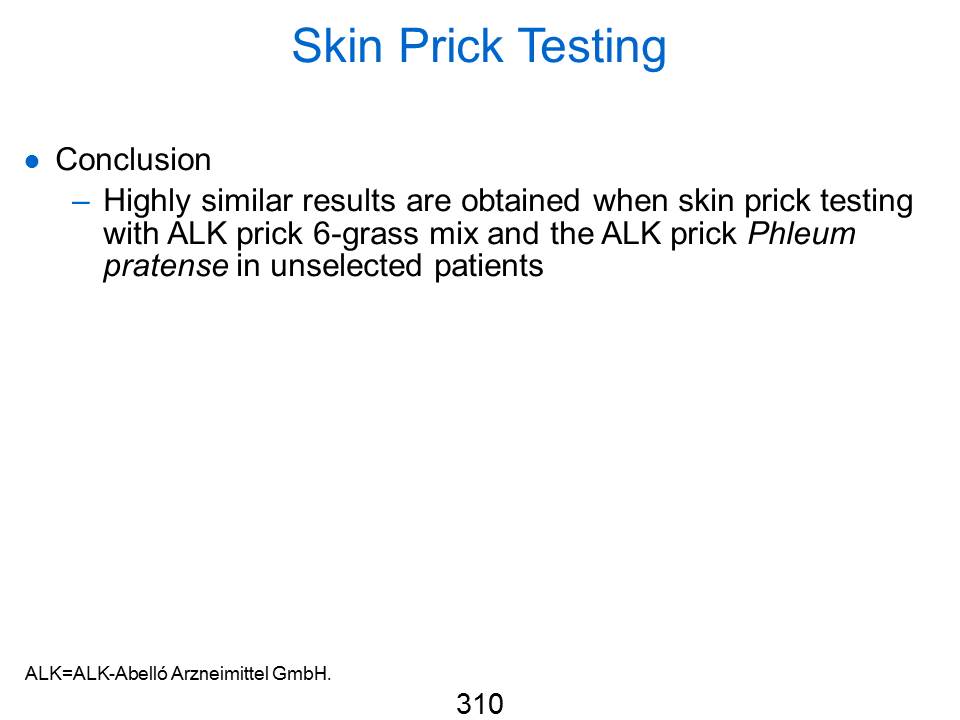 Skin Prick Testing
● Conclusion
– Highly similar results are obtained when skin prick testing
with ALK prick 6-grass mix and the ALK prick Phleum
pratense in unselected patients
ALK=ALK-Abelló Arzneimittel GmbH.
310